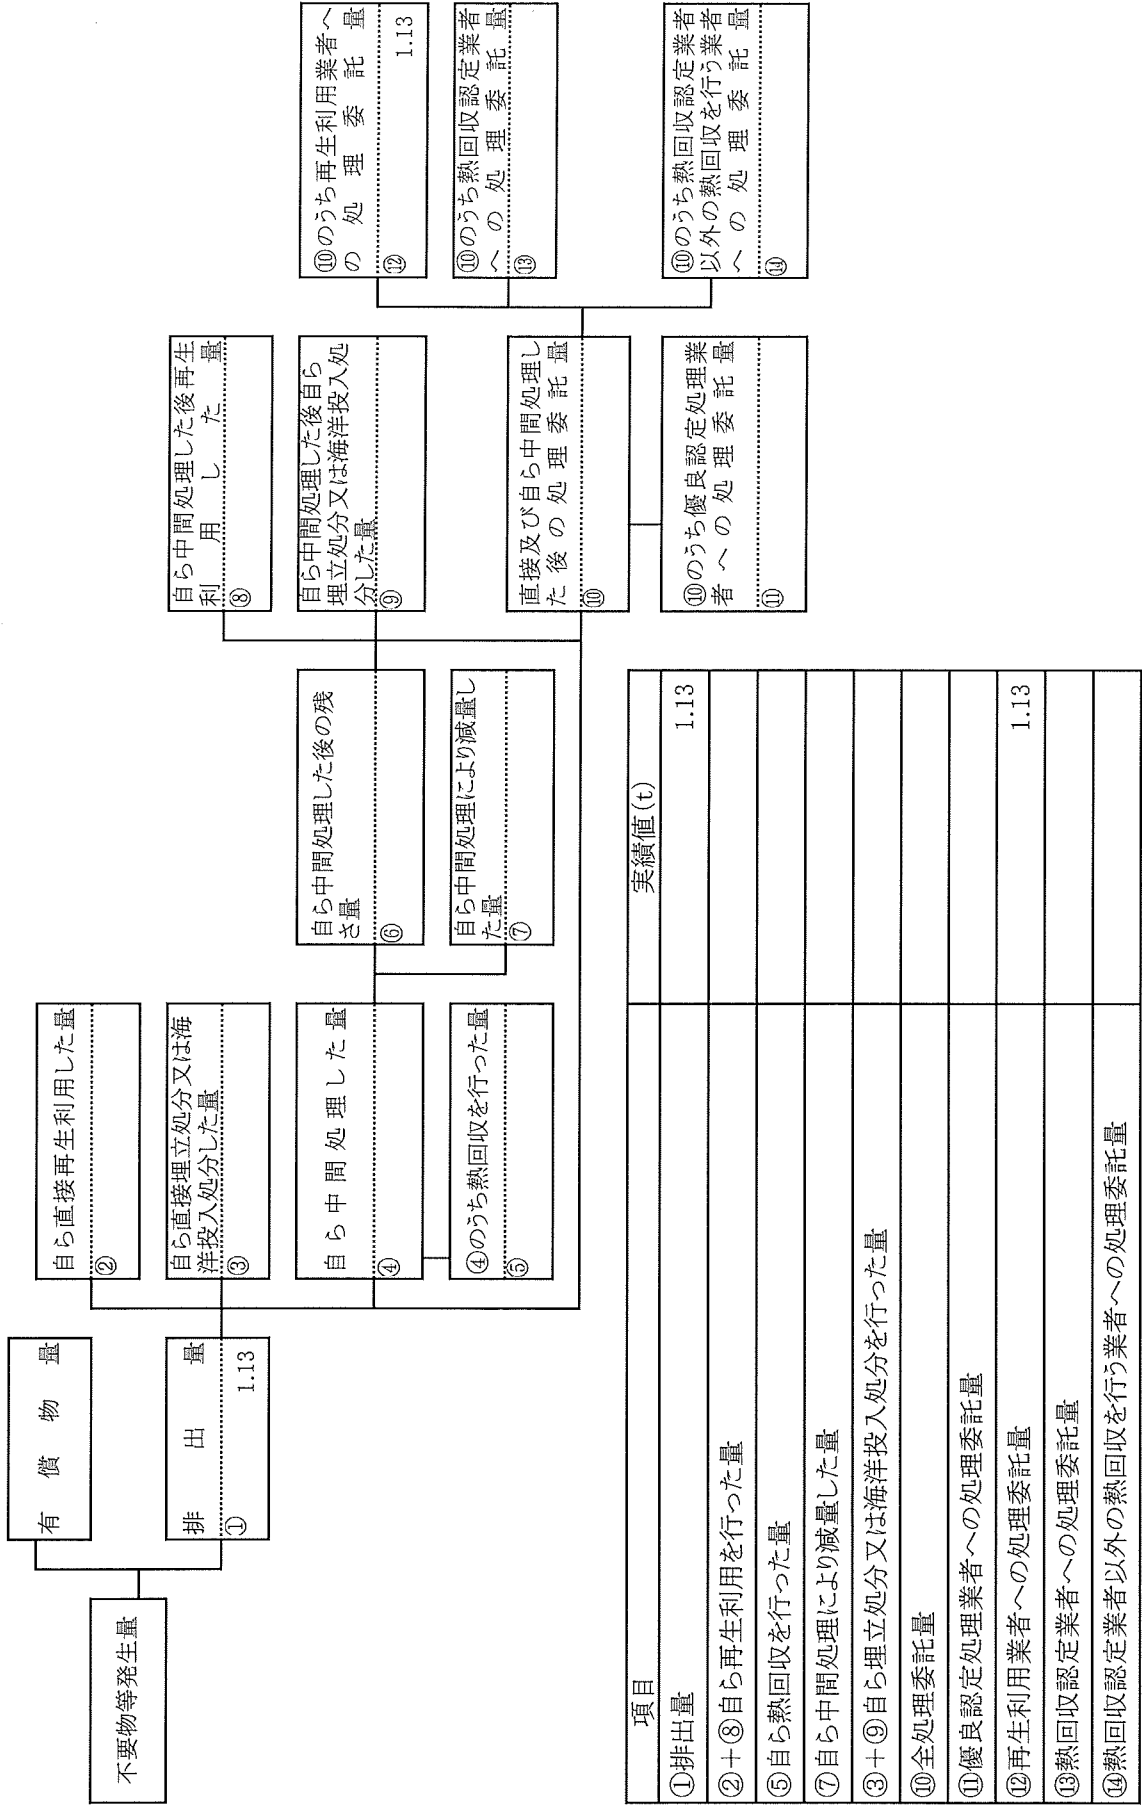 不要物等発生量
有償物量
排出量
① 1.13
自ら直接再生利用した量
②
自ら直接埋立処分又は海
洋投入処分した量
③
自ら中間処理した量
④
④のうち熱回収を行った量
⑤
自ら中間処理した後の残
さ量
⑥
自ら中間処理により減量し
た量
⑦
自ら中間処理した後再生
利用した量
⑧
自ら中間処理した後自ら
埋立処分又は海洋投入処
分した量
⑨
直接及び自ら中間処理し
た後の処理委託量
⑩
⑩のうち優良認定処理業
者への処理委託量
⑪
⑩のうち再生利用業者へ
の処理委託量
⑫ 1.13
⑩のうち熱回収認定業者
への処理委託量
⑬
⑩のうち熱回収認定業者
以外の熱回収を行う業者
への処理委託量
⑭
項目 実績値(t)
①排出量 1.13
②+⑧自ら再生利用を行った量
⑤自ら熱回収を行った量
⑦自ら中間処理により減量した量
③+⑨自ら埋立処分又は海洋投入処分を行った量
⑩全処理委託量
⑪優良認定処理業者への処理委託量
⑫再生利用業者への処理委託量 1.13
⑬熱回収認定業者への処理委託量
⑭熱回収認定業者以外の熱回収を行う業者への処理委託量